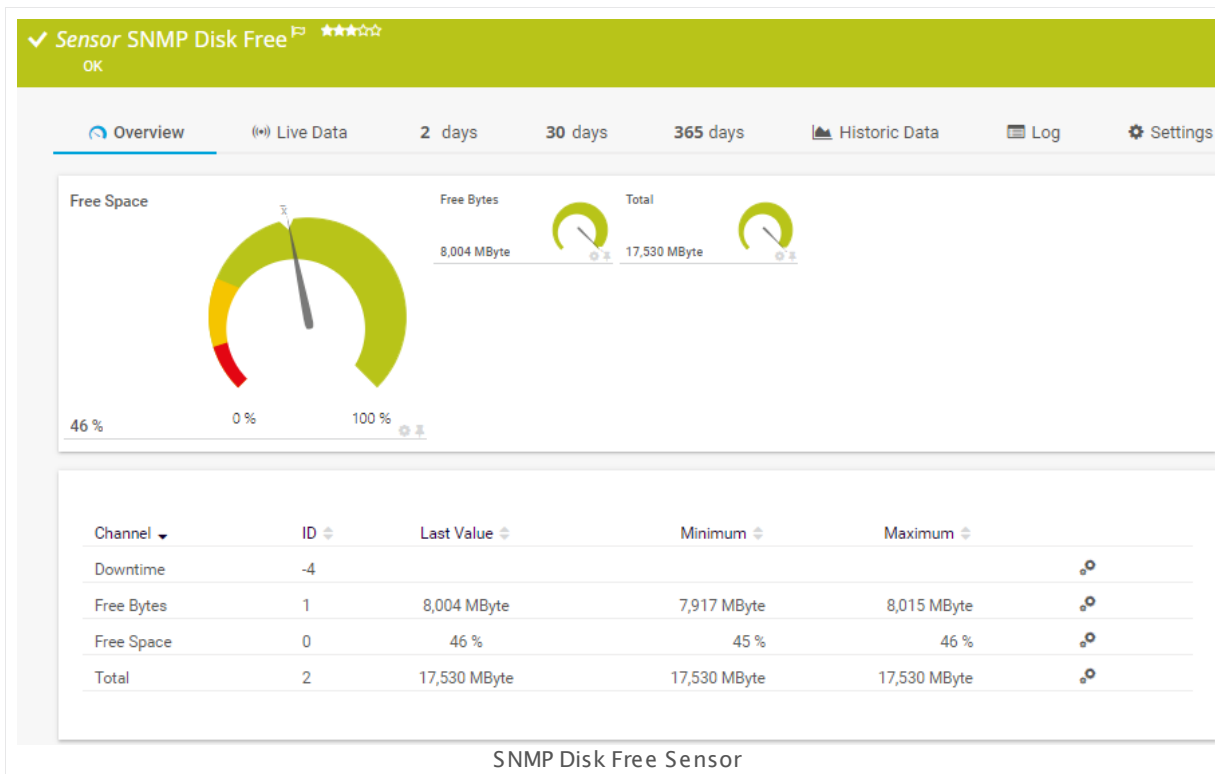 Sensor SNMP Disk Free
OK
Overview Live Data 2 days 30 days 365 days Historic Data Log Settings
Free Space
Free Bytes
8,004 MByte
Total
17,530 MByte
x
46 %
0 %
100 %
Channel ID Last Value Minimum Maximum
Downtime -4
Free Bytes 1 8,004 MByte 7,917 MByte 8,015 MByte
Free Space 0 46 % 45 % 46 %
Total 2 17,530 MByte 17,530 MByte 17,530 MByte
SNMP Disk Free Sensor